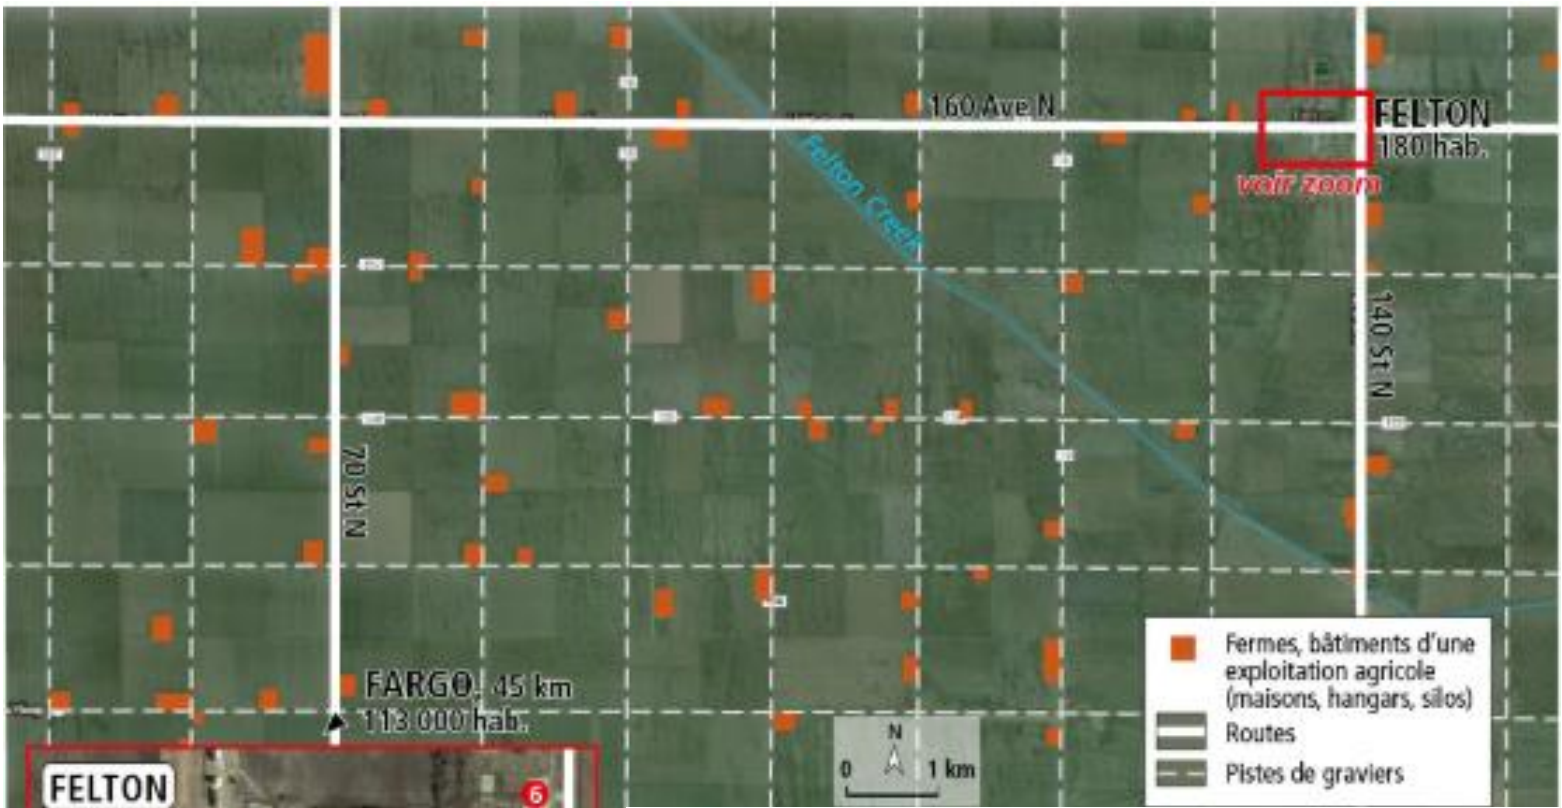 160 Ave N
FELTON
180 hab.
voir zoom
Felton Creek
140 St N
70 St N
FARGO, 45 km
113 000 hab.
N
0 1 km
Fermes, bâtiments d'une
exploitation agricole
(maisons, hangars, silos)
Routes
Pistes de graviers
FELTON
6